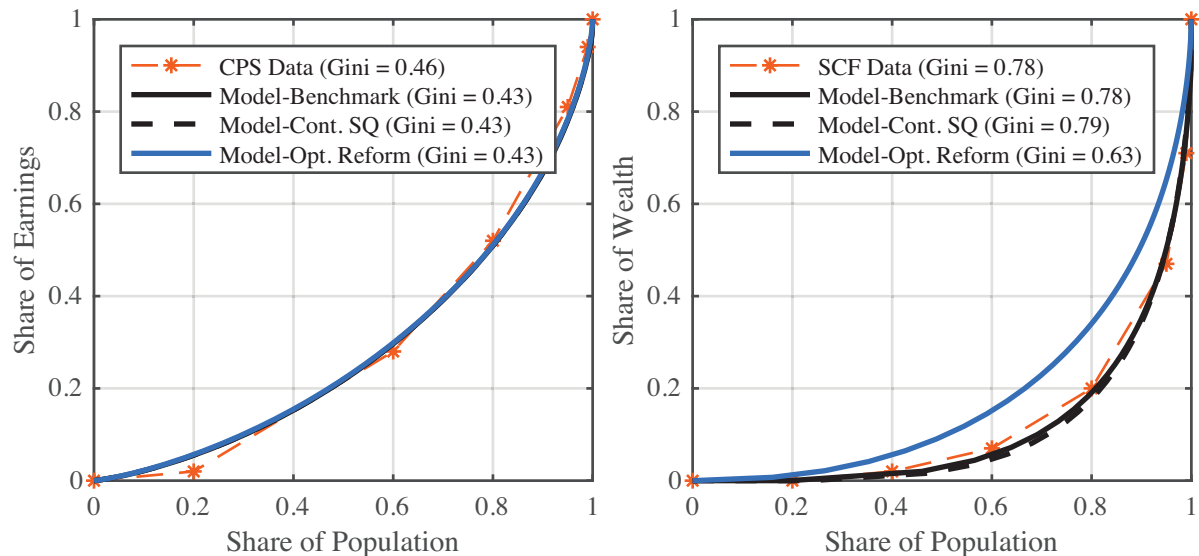 1
0.8
0.6
0.4
0.2
0
Share of Earnings
CPS Data (Gini = 0.46)
Model-Benchmark (Gini = 0.43)
Model-Cont. SQ (Gini = 0.43)
Model-Opt. Reform (Gini = 0.43)
0 0.2 0.4 0.6 0.8 1
Share of Population
1
0.8
0.6
0.4
0.2
0
Share of Wealth
SCF Data (Gini = 0.78)
Model-Benchmark (Gini = 0.78)
Model-Cont. SQ (Gini = 0.79)
Model-Opt. Reform (Gini = 0.63)
0 0.2 0.4 0.6 0.8 1
Share of Population